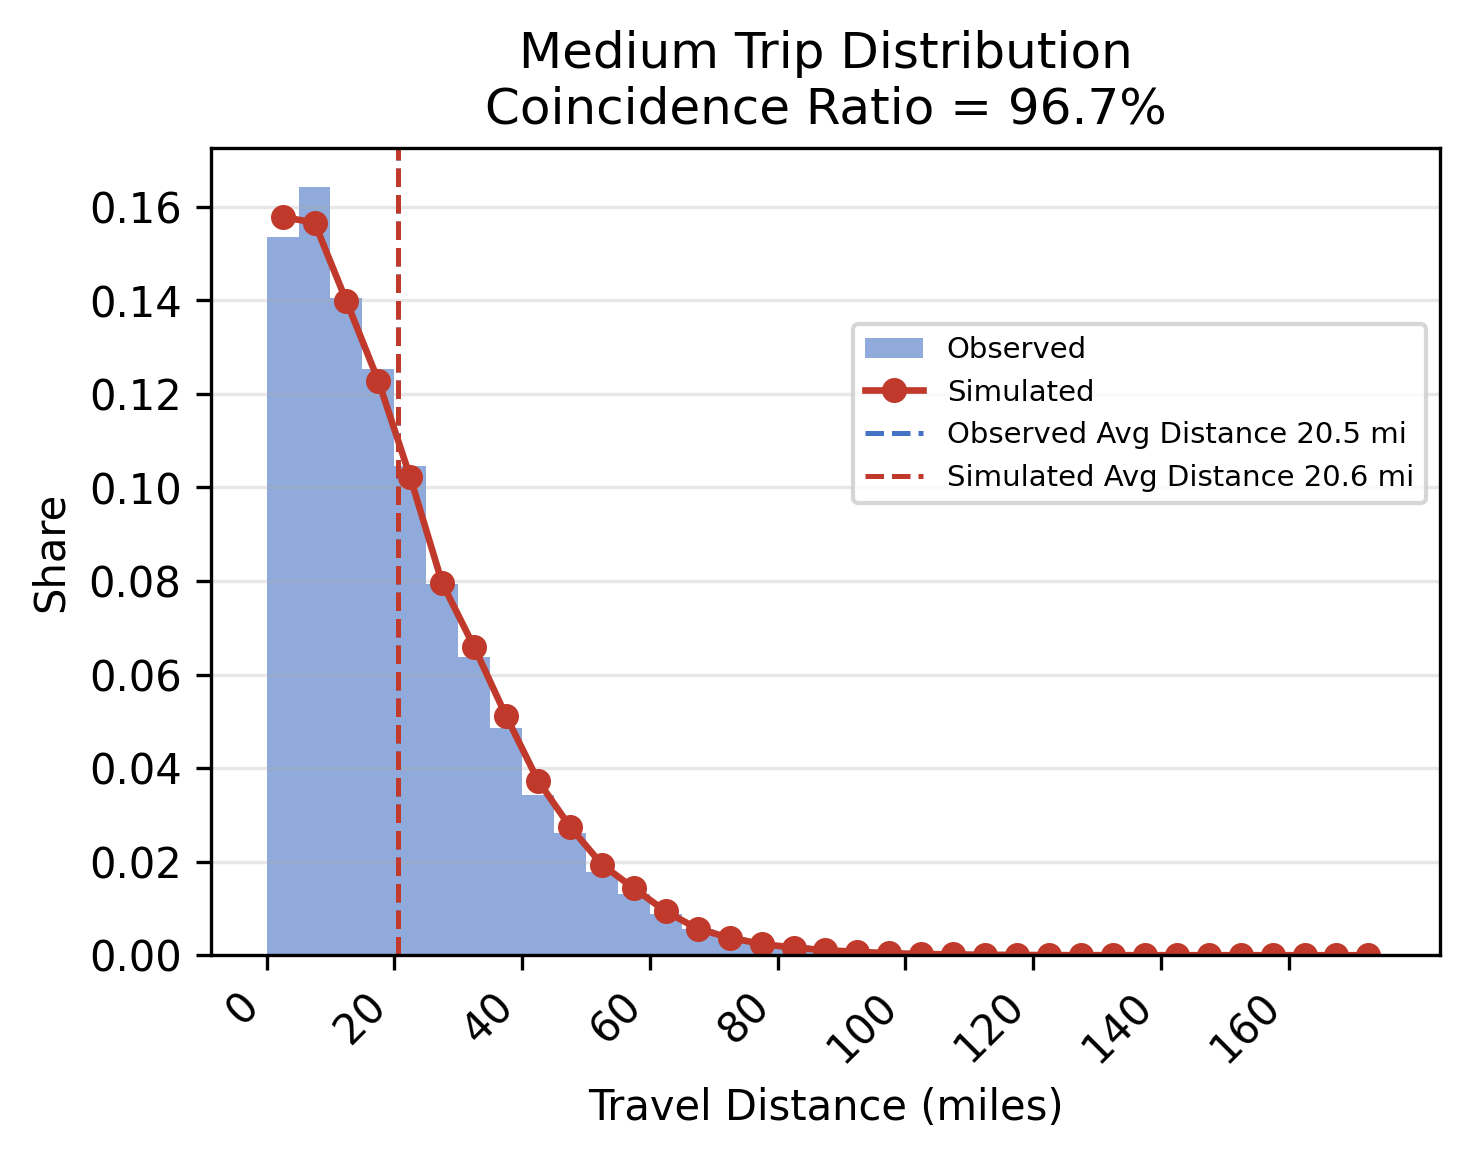 Medium Trip Distribution
Coincidence Ratio = 96.7%
0.16
0.14
0.12
0.10
0.08
0.06
0.04
0.02
0.00
Share
Observed
Simulated
Observed Avg Distance 20.5 mi
Simulated Avg Distance 20.6 mi
0 20 40 60 80 100 120 140 160
Travel Distance (miles)